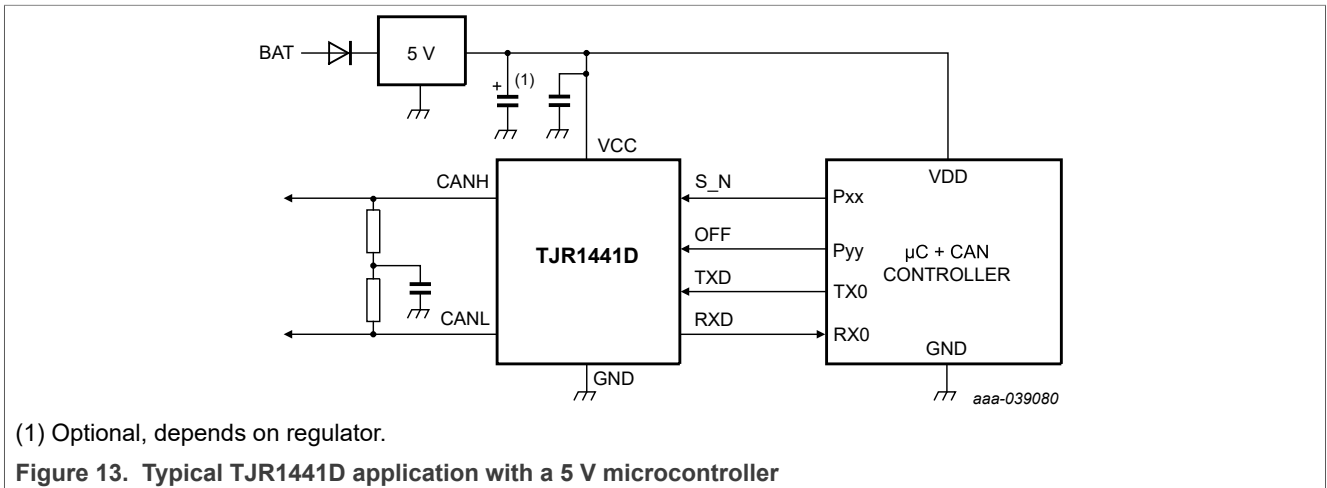 BAT
5 V
+
(1)
VCC
CANH
S_N
Pxx
VDD
OFF
Pyy
TJR1441D
µC + CAN
CONTROLLER
TXD
TX0
CANL
RXD
RX0
GND
GND
aaa-039080
(1) Optional, depends on regulator.
Figure 13. Typical TJR1441D application with a 5 V microcontroller